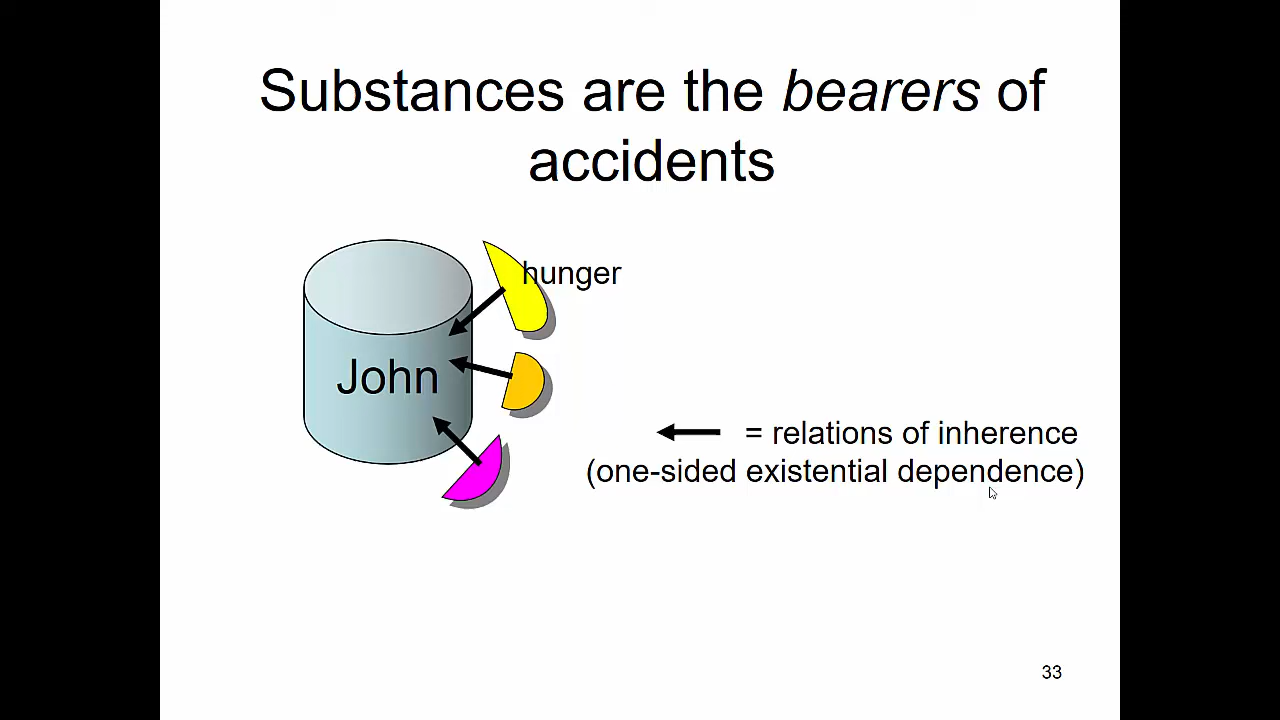 Substances are the bearers of
accidents
hunger
John
= relations of inherence
(one-sided existential dependence)
33